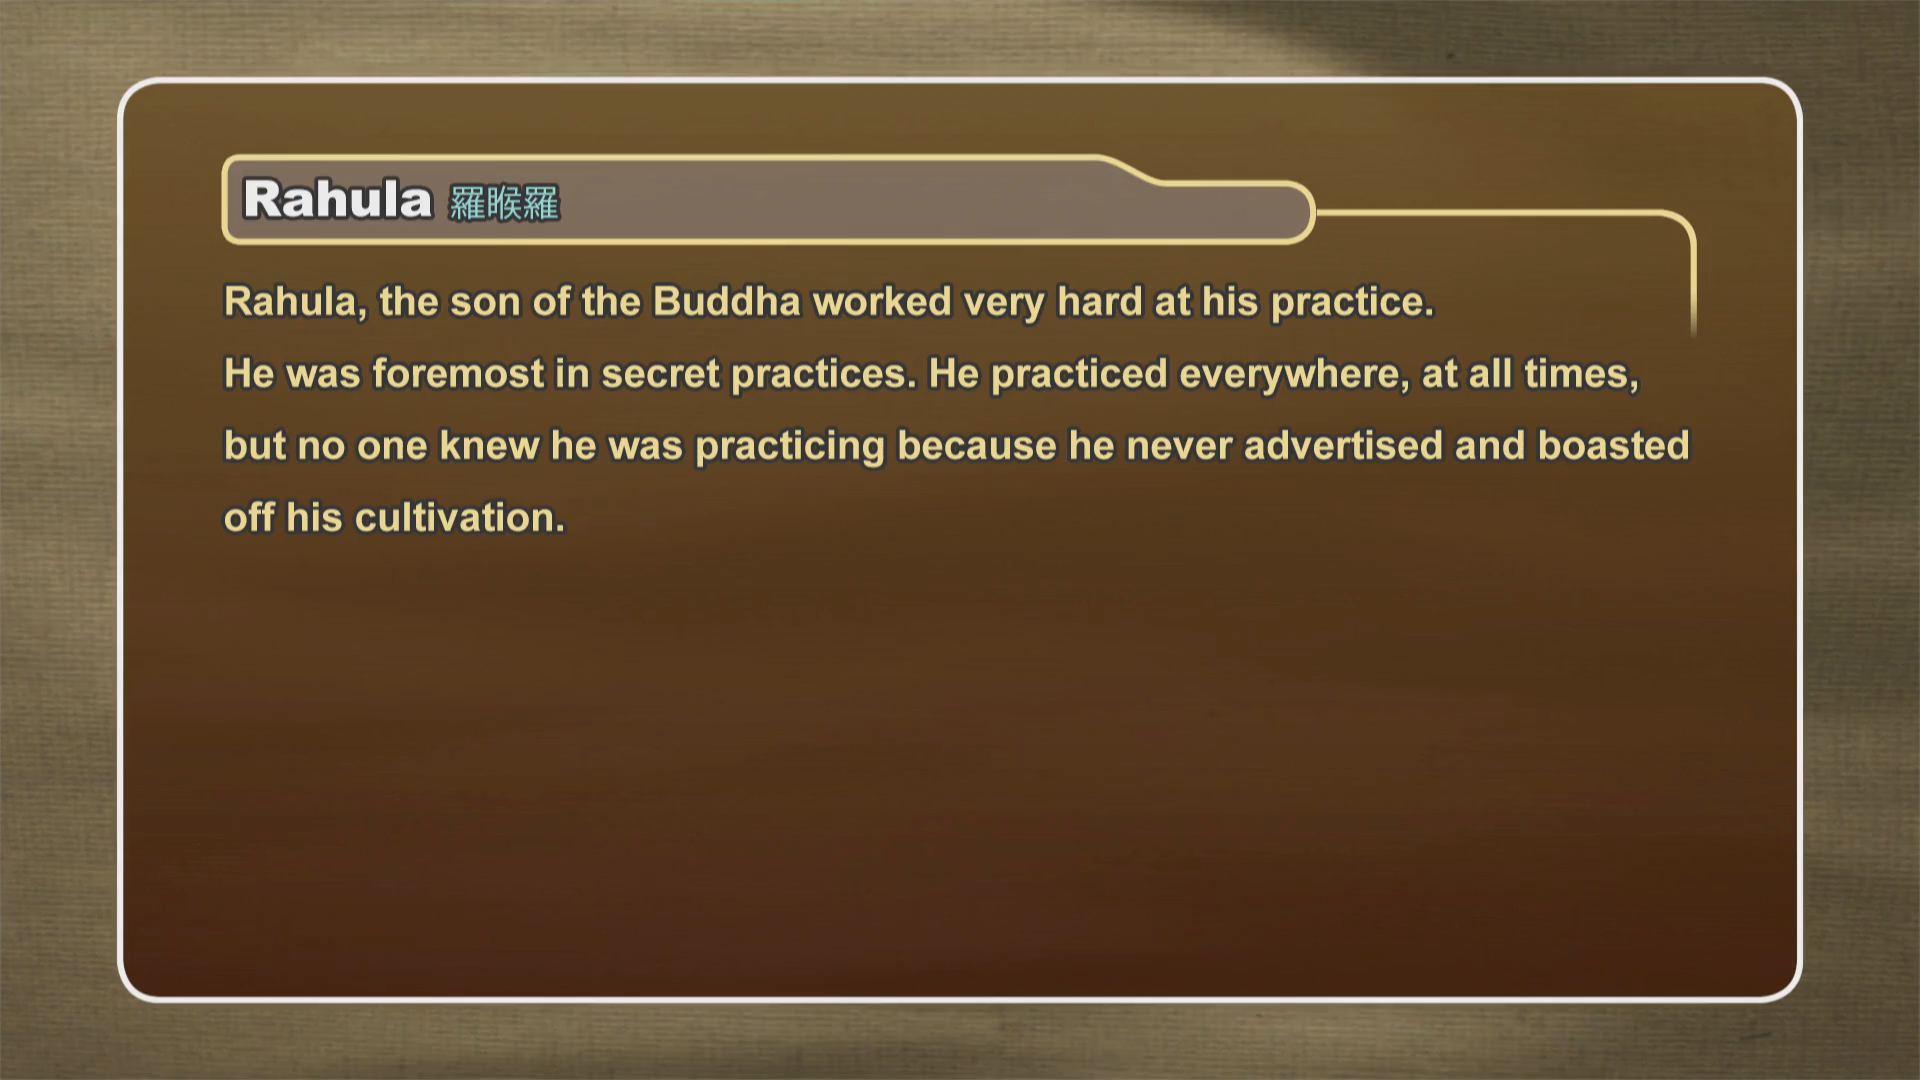 Rahula 羅睺羅
Rahula, the son of the Buddha worked very hard at his practice.
He was foremost in secret practices. He practiced everywhere, at all times,
but no one knew he was practicing because he never advertised and boasted
off his cultivation.